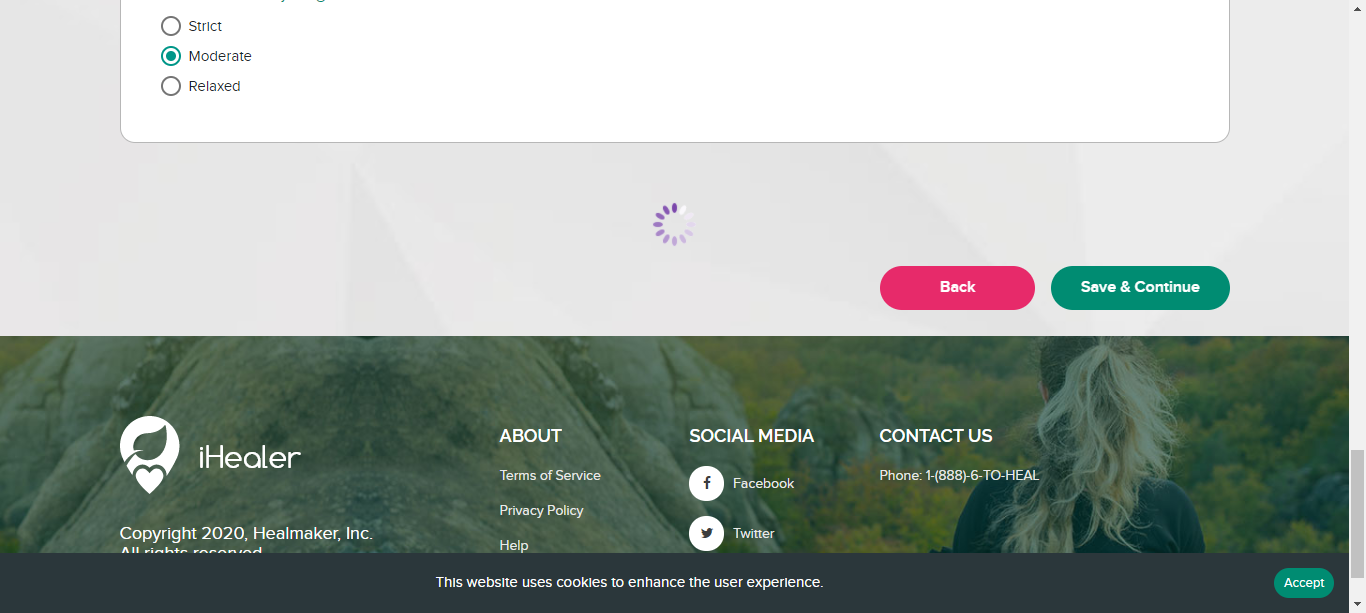 Strict
Moderate
Relaxed
Back
Save & Continue
iHealer
Copyright 2020, Healmaker, Inc.
All rights reserved
ABOUT
Terms of Service
Privacy Policy
Help
SOCIAL MEDIA
Facebook
Twitter
CONTACT US
Phone: 1-(888)-6-TO-HEAL
This website uses cookies to enhance the user experience.
Accept